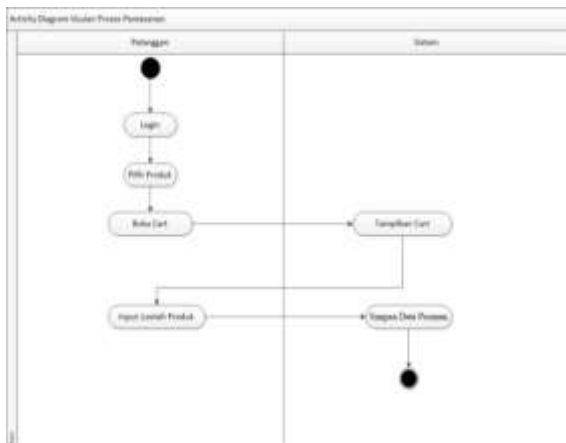 Activity Diagram Usulan Proses Pemesanan
Pelanggan
Sistem
Login
Pilih Produk
Buka Cart
Tampilkan Cart
Input Jumlah Produk
Simpan Data Pesanan